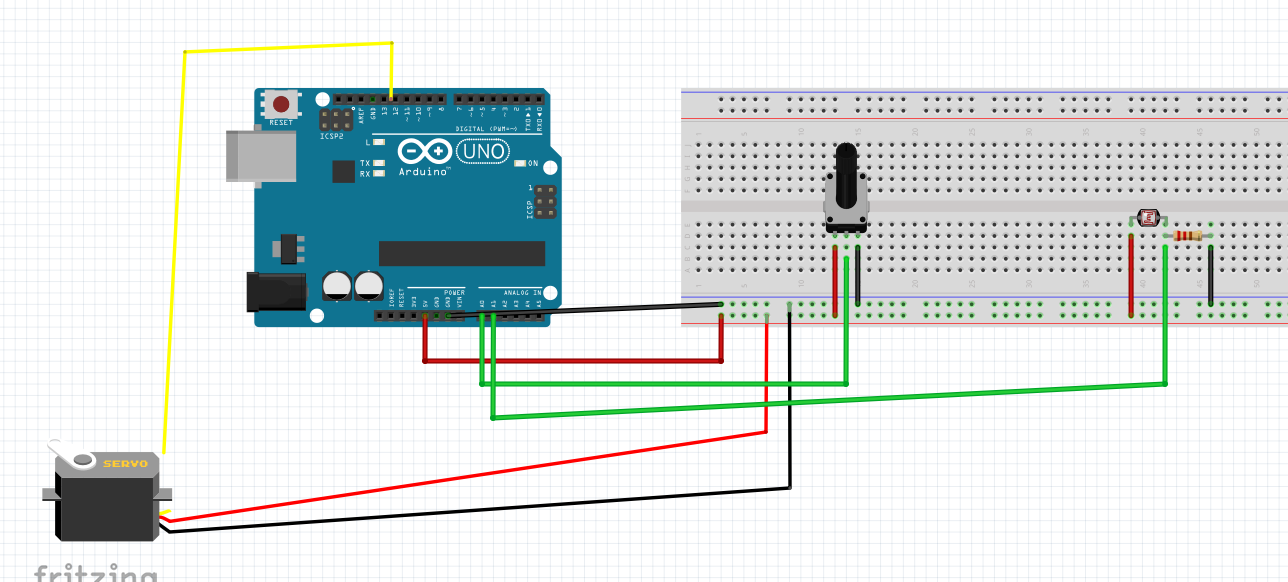 RESET
ICSP2
AREF
GND
13
12
~11
~10
~9
8
7
~6
~5
4
~3
2
TXD▶1
RXD◀0
DIGITAL (PWM=~)
L
TX
RX
UNO
Arduino
ON
1
ICSP
IOREF
RESET
3V3
5V
GND
GND
VIN
POWER
ANALOG IN
A0
A1
A2
A3
A4
A5
SERVO
fritzing